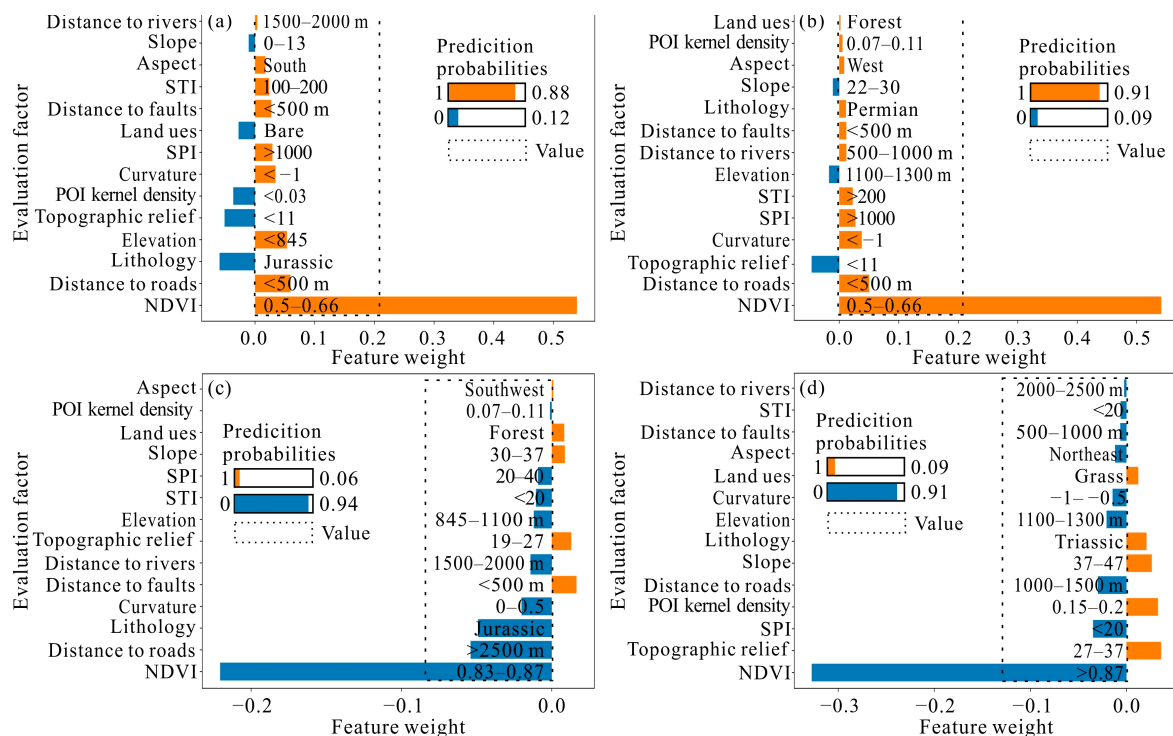 (a)
Evaluation factor
Distance to rivers 1500–2000 m
Slope 0–13
Aspect South
STI 100–200
Distance to faults <500 m
Land ues Bare
SPI >1000
Curvature < −1
POI kernel density <0.03
Topographic relief <11
Elevation <845
Lithology Jurassic
Distance to roads <500 m
NDVI 0.5–0.66
Predicition
probabilities
1 0.88
0 0.12
Value
0.0 0.1 0.2 0.3 0.4 0.5
Feature weight
(b)
Evaluation factor
Land ues Forest
POI kernel density 0.07–0.11
Aspect West
Slope 22–30
Lithology Permian
Distance to faults <500 m
Distance to rivers 500–1000 m
Elevation 1100–1300 m
STI >200
SPI >1000
Curvature < −1
Topographic relief <11
Distance to roads <500 m
NDVI 0.5–0.66
Predicition
probabilities
1 0.91
0 0.09
Value
0.0 0.1 0.2 0.3 0.4 0.5
Feature weight
(c)
Evaluation factor
Aspect Southwest
POI kernel density 0.07–0.11
Land ues Forest
Slope 30–37
SPI 20–40
STI <20
Elevation 845–1100 m
Topographic relief 19–27
Distance to rivers 1500–2000 m
Distance to faults <500 m
Curvature 0–0.5
Lithology Jurassic
Distance to roads >2500 m
NDVI 0.83–0.87
Predicition
probabilities
1 0.06
0 0.94
Value
−0.2 −0.1 0.0
Feature weight
(d)
Evaluation factor
Distance to rivers 2000–2500 m
STI <20
Distance to faults 500–1000 m
Aspect Northeast
Land ues Grass
Curvature −1– −0.5
Elevation 1100–1300 m
Lithology Triassic
Slope 37–47
Distance to roads 1000–1500 m
POI kernel density 0.15–0.2
SPI <20
Topographic relief 27–37
NDVI >0.87
Predicition
probabilities
1 0.09
0 0.91
Value
−0.3 −0.2 −0.1 0.0
Feature weight